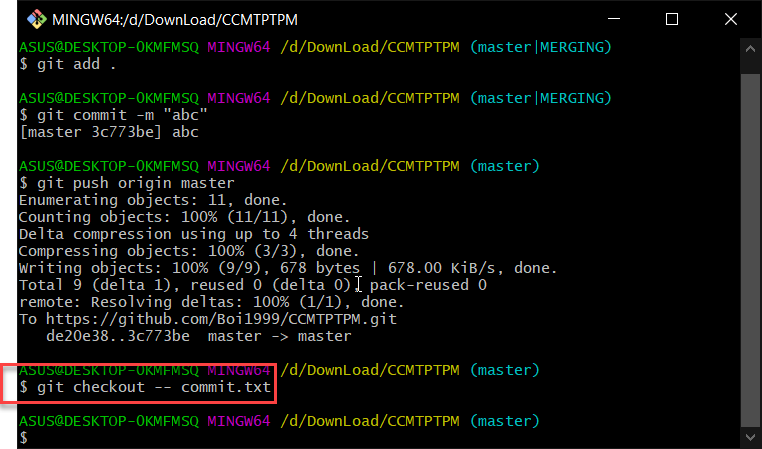 MINGW64:/d/DownLoad/CCMTPTPM
ASUS@DESKTOP-0KMFMSQ MINGW64 /d/DownLoad/CCMTPTPM (master|MERGING)
$ git add .
ASUS@DESKTOP-0KMFMSQ MINGW64 /d/DownLoad/CCMTPTPM (master|MERGING)
$ git commit -m "abc"
[master 3c773be] abc
ASUS@DESKTOP-0KMFMSQ MINGW64 /d/DownLoad/CCMTPTPM (master)
$ git push origin master
Enumerating objects: 11, done.
Counting objects: 100% (11/11), done.
Delta compression using up to 4 threads
Compressing objects: 100% (3/3), done.
Writing objects: 100% (9/9), 678 bytes | 678.00 KiB/s, done.
Total 9 (delta 1), reused 0 (delta 0), pack-reused 0
remote: Resolving deltas: 100% (1/1), done.
To https://github.com/Boi1999/CCMTPTPM.git
   de20e38..3c773be  master -> master
ASUS@DESKTOP-0KMFMSQ MINGW64 /d/DownLoad/CCMTPTPM (master)
$ git checkout -- commit.txt
ASUS@DESKTOP-0KMFMSQ MINGW64 /d/DownLoad/CCMTPTPM (master)
$